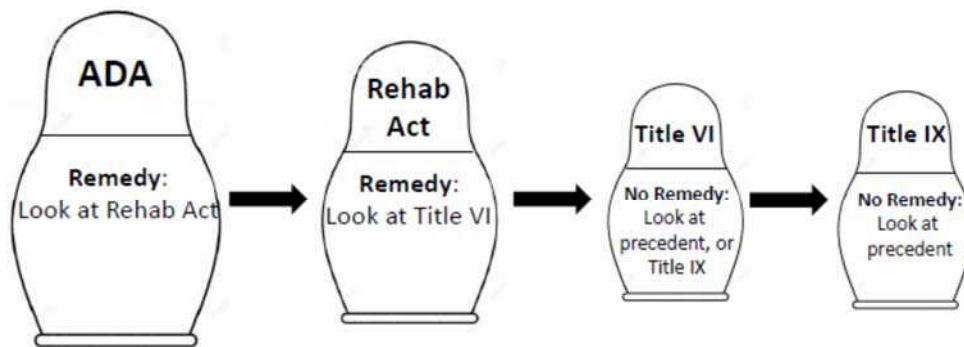 ADA
Remedy:
Look at Rehab Act
Rehab
Act
Remedy:
Look at Title VI
Title VI
No Remedy:
Look at
precedent, or
Title IX
Title IX
No Remedy:
Look at
precedent